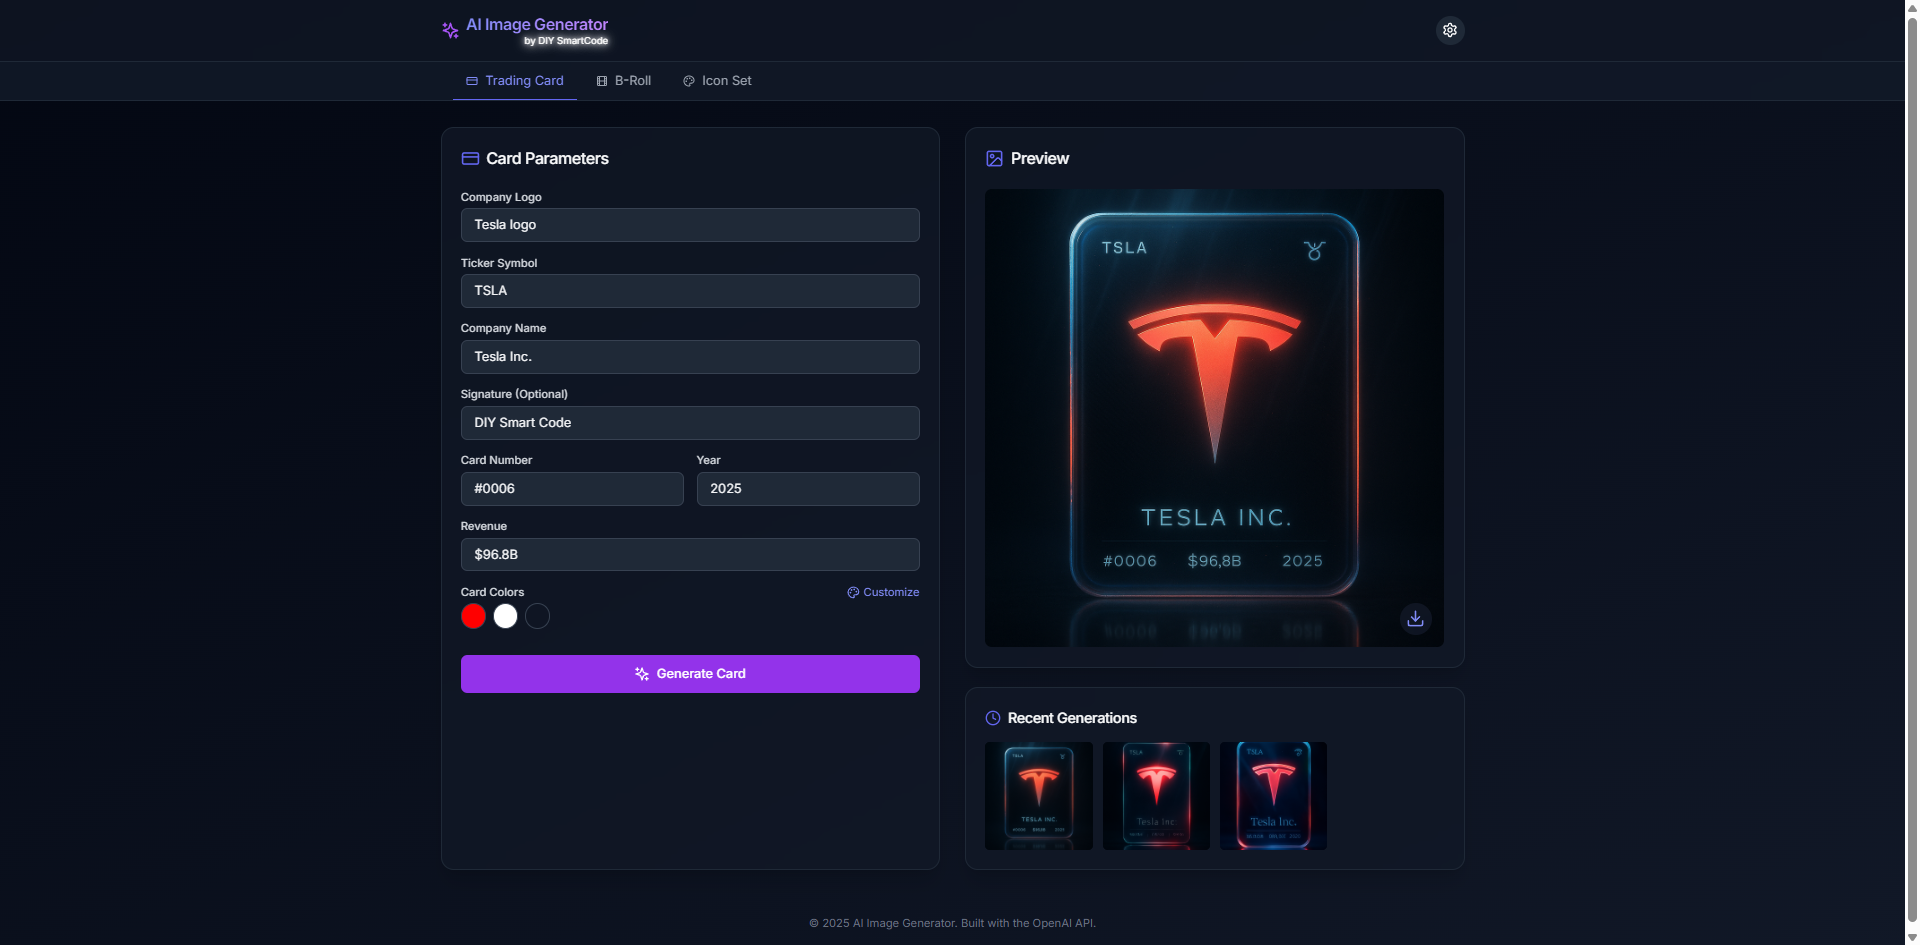 AI Image Generator
by DIY SmartCode
Trading Card
B-Roll
Icon Set
Card Parameters
Company Logo
Tesla logo
Ticker Symbol
TSLA
Company Name
Tesla Inc.
Signature (Optional)
DIY Smart Code
Card Number
Year
#0006
2025
Revenue
$96.8B
Card Colors
Customize
Generate Card
Preview
TSLA
TESLA INC.
#0006 $96,8B 2025
Recent Generations
TSLA
TESLA INC.
TSLA
Tesla Inc
TSLA
Tesla Inc.
© 2025 AI Image Generator. Built with the OpenAI API.